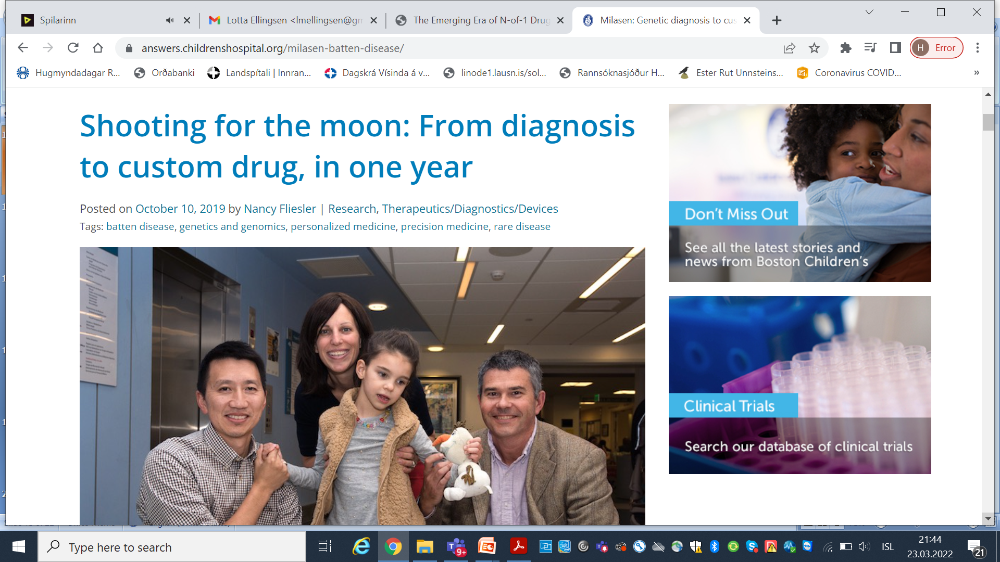 Spilarinn
Lotta Ellingsen <lmellingsen@gm
The Emerging Era of N-of-1 Drug
Milasen: Genetic diagnosis to cus
answers.childrenshospital.org/milasen-batten-disease/
H Error
Hugmyndadagar R...
Orðabanki
Landspítali | Innran...
Dagskrá Vísinda á v...
linode1.lausn.is/sol...
Rannsóknasjóður H...
Ester Rut Unnsteins...
Coronavirus COVID...
»
Shooting for the moon: From diagnosis
to custom drug, in one year
Posted on October 10, 2019 by Nancy Fliesler | Research, Therapeutics/Diagnostics/Devices
Tags: batten disease, genetics and genomics, personalized medicine, precision medicine, rare disease
Don't Miss Out
See all the latest stories and
news from Boston Children's
Clinical Trials
Search our database of clinical trials
Type here to search
9+
ISL
21:44
23.03.2022
21